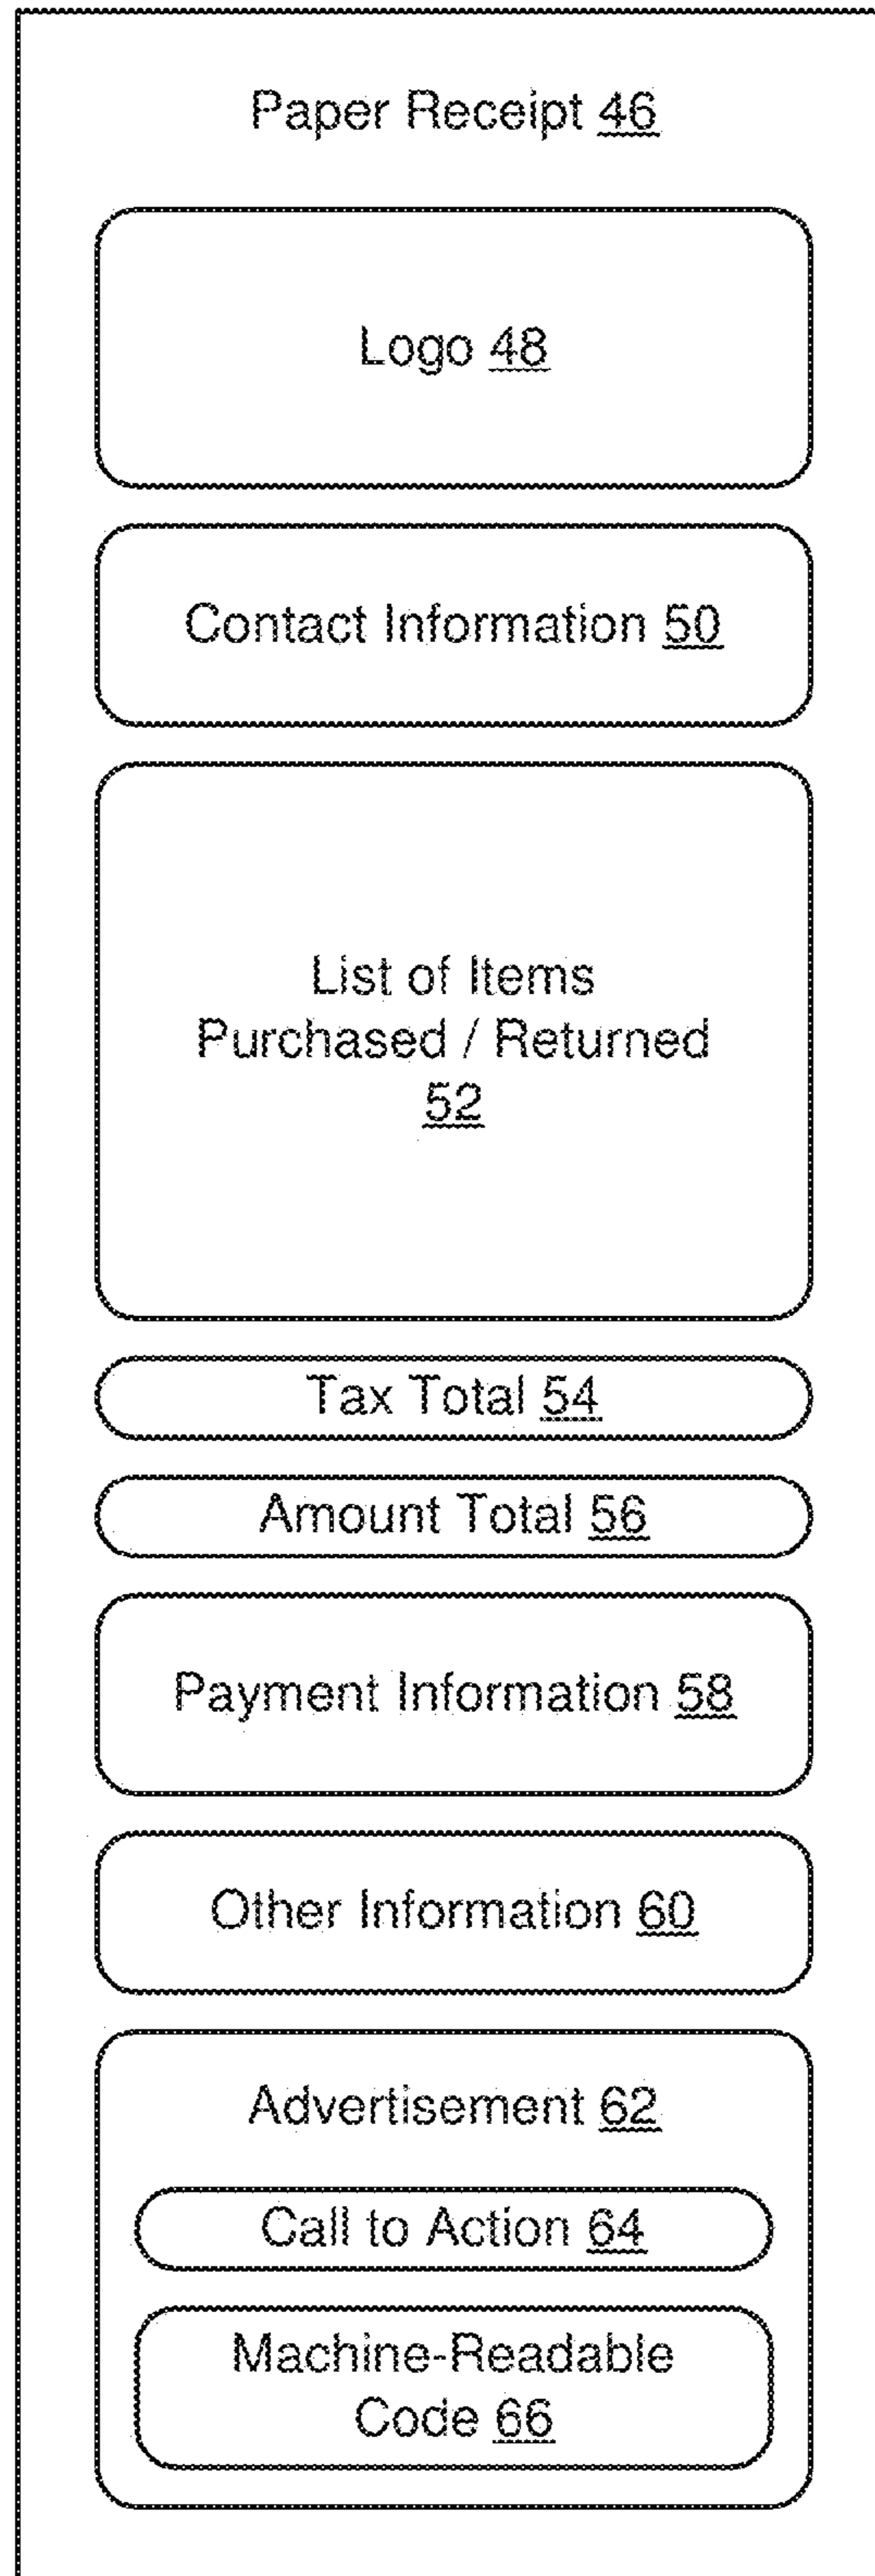 Paper Receipt 46
Logo 48
Contact Information 50
List of Items
Purchased / Returned
52
Tax Total 54
Amount Total 56
Payment Information 58
Other Information 60
Advertisement 62
Call to Action 64
Machine-Readable
Code 66